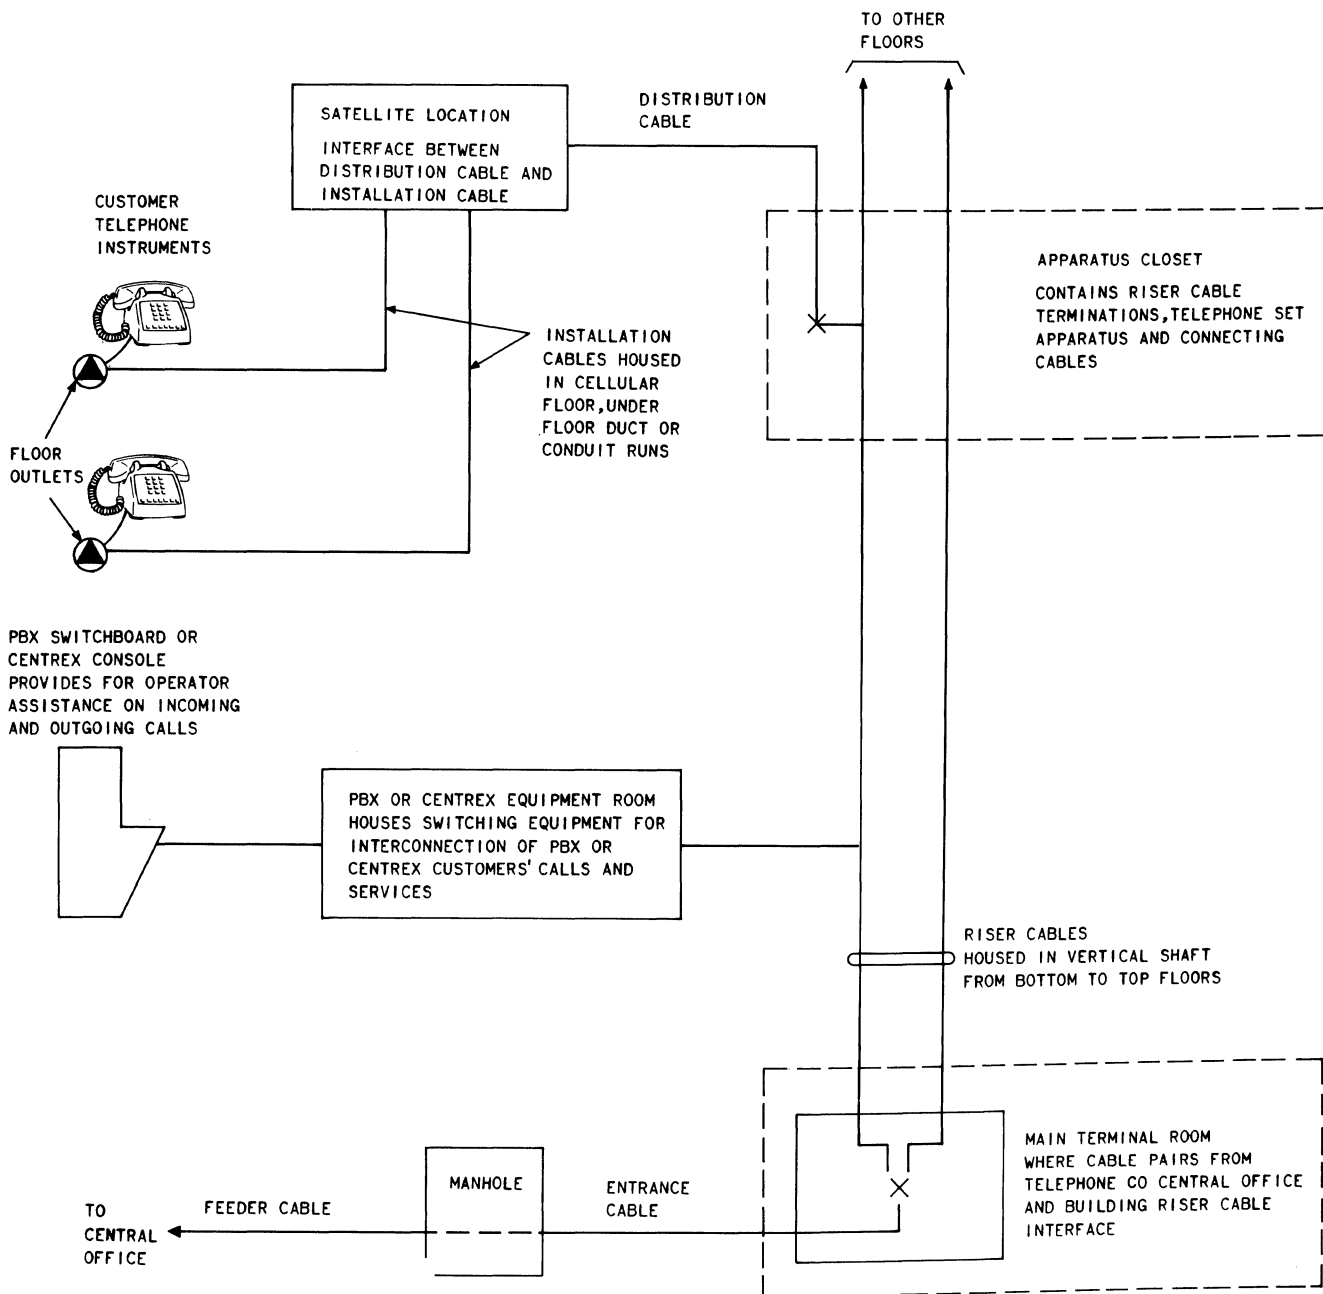 TO OTHER
FLOORS
DISTRIBUTION
CABLE
SATELLITE LOCATION
INTERFACE BETWEEN
DISTRIBUTION CABLE AND
INSTALLATION CABLE
CUSTOMER
TELEPHONE
INSTRUMENTS
APPARATUS CLOSET
CONTAINS RISER CABLE
TERMINATIONS,TELEPHONE SET
APPARATUS AND CONNECTING
CABLES
INSTALLATION
CABLES HOUSED
IN CELLULAR
FLOOR,UNDER
FLOOR DUCT OR
CONDUIT RUNS
FLOOR
OUTLETS
PBX SWITCHBOARD OR
CENTREX CONSOLE
PROVIDES FOR OPERATOR
ASSISTANCE ON INCOMING
AND OUTGOING CALLS
PBX OR CENTREX EQUIPMENT ROOM
HOUSES SWITCHING EQUIPMENT FOR
INTERCONNECTION OF PBX OR
CENTREX CUSTOMERS' CALLS AND
SERVICES
RISER CABLES
HOUSED IN VERTICAL SHAFT
FROM BOTTOM TO TOP FLOORS
MAIN TERMINAL ROOM
WHERE CABLE PAIRS FROM
TELEPHONE CO CENTRAL OFFICE
AND BUILDING RISER CABLE
INTERFACE
MANHOLE
ENTRANCE
CABLE
FEEDER CABLE
TO
CENTRAL
OFFICE